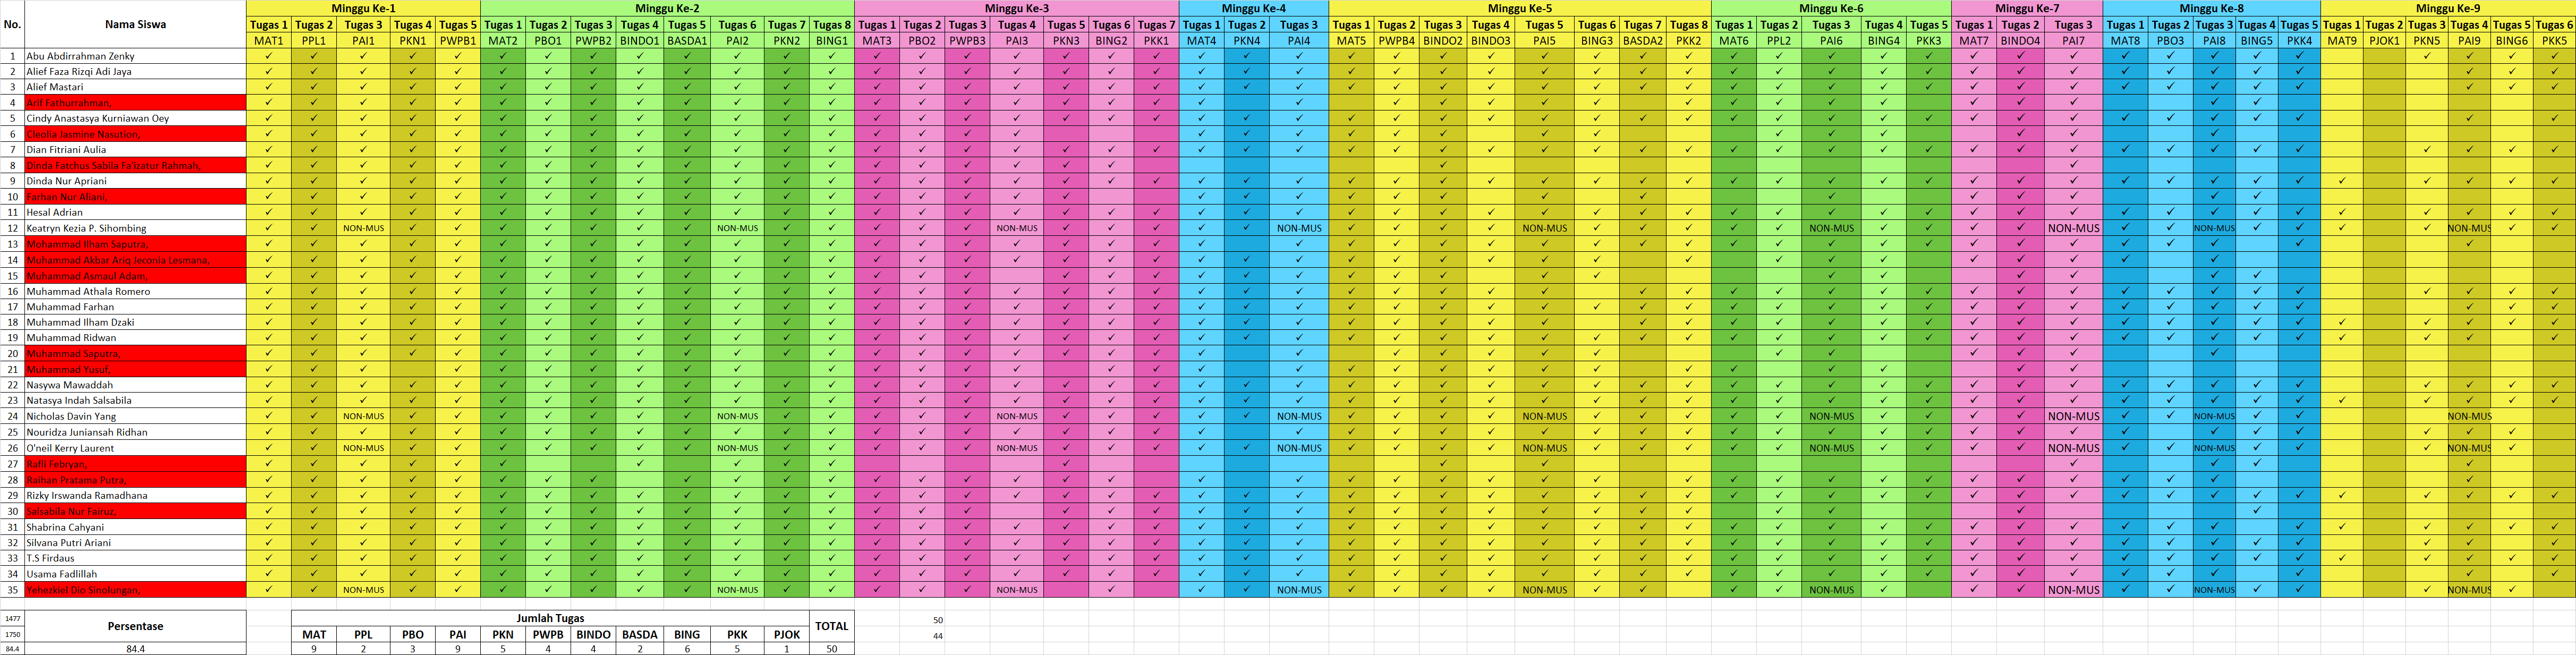 No. Nama Siswa Minggu Ke-1 Minggu Ke-2 Minggu Ke-3 Minggu Ke-4 Minggu Ke-5 Minggu Ke-6 Minggu Ke-7 Minggu Ke-8 Minggu Ke-9
Tugas 1 Tugas 2 Tugas 3 Tugas 4 Tugas 5 Tugas 1 Tugas 2 Tugas 3 Tugas 4 Tugas 5 Tugas 6 Tugas 7 Tugas 8 Tugas 1 Tugas 2 Tugas 3 Tugas 4 Tugas 5 Tugas 6 Tugas 7 Tugas 1 Tugas 2 Tugas 3 Tugas 1 Tugas 2 Tugas 3 Tugas 4 Tugas 5 Tugas 6 Tugas 7 Tugas 8 Tugas 1 Tugas 2 Tugas 3 Tugas 4 Tugas 5 Tugas 1 Tugas 2 Tugas 3 Tugas 1 Tugas 2 Tugas 3 Tugas 4 Tugas 5 Tugas 1 Tugas 2 Tugas 3 Tugas 4 Tugas 5 Tugas 6
MAT1 PPL1 PAI1 PKN1 PWPB1 MAT2 PBO1 PWPB2 BINDO1 BASDA1 PAI2 PKN2 BING1 MAT3 PBO2 PWPB3 PAI3 PKN3 BING2 PKK1 MAT4 PKN4 PAI4 MAT5 PWPB4 BINDO2 BINDO3 PAI5 BING3 BASDA2 PKK2 MAT6 PPL2 PAI6 BING4 PKK3 MAT7 BINDO4 PAI7 MAT8 PBO3 PAI8 BING5 PKK4 MAT9 PJOK1 PKN5 PAI9 BING6 PKK5
1 Abu Abdirrahman Zenky
2 Alief Faza Rizqi Adi Jaya
3 Alief Mastari
4 Arif Fathurrahman,
5 Cindy Anastasya Kurniawan Oey
6 Cleolia Jasmine Nasution,
7 Dian Fitriani Aulia
8 Dinda Fatchus Sabila Fa'izatur Rahmah,
9 Dinda Nur Apriani
10 Farhan Nur Aliani,
11 Hesal Adrian
12 Keatryn Kezia P. Sihombing NON-MUS NON-MUS NON-MUS NON-MUS NON-MUS NON-MUS NON-MUS NON-MUS NON-MUS
13 Mohammad Ilham Saputra,
14 Muhammad Akbar Ariq Jeconia Lesmana,
15 Muhammad Asmaul Adam,
16 Muhammad Athala Romero
17 Muhammad Farhan
18 Muhammad Ilham Dzaki
19 Muhammad Ridwan
20 Muhammad Saputra,
21 Muhammad Yusuf,
22 Nasywa Mawaddah
23 Natasya Indah Salsabila
24 Nicholas Davin Yang NON-MUS NON-MUS NON-MUS NON-MUS NON-MUS NON-MUS NON-MUS NON-MUS NON-MUS
25 Nouridza Juniansah Ridhan
26 O'neil Kerry Laurent NON-MUS NON-MUS NON-MUS NON-MUS NON-MUS NON-MUS NON-MUS NON-MUS NON-MUS
27 Rafli Febryan,
28 Raihan Pratama Putra,
29 Rizky Irswanda Ramadhana
30 Salsabila Nur Fairuz,
31 Shabrina Cahyani
32 Silvana Putri Ariani
33 T.S Firdaus
34 Usama Fadlillah
35 Yehezkiel Dio Sinolungan, NON-MUS NON-MUS NON-MUS NON-MUS NON-MUS NON-MUS NON-MUS NON-MUS NON-MUS
1477 Persentase Jumlah Tugas TOTAL 50
1750 MAT PPL PBO PAI PKN PWPB BINDO BASDA BING PKK PJOK 44
84.4 84.4 9 2 3 9 5 4 4 2 6 5 1 50